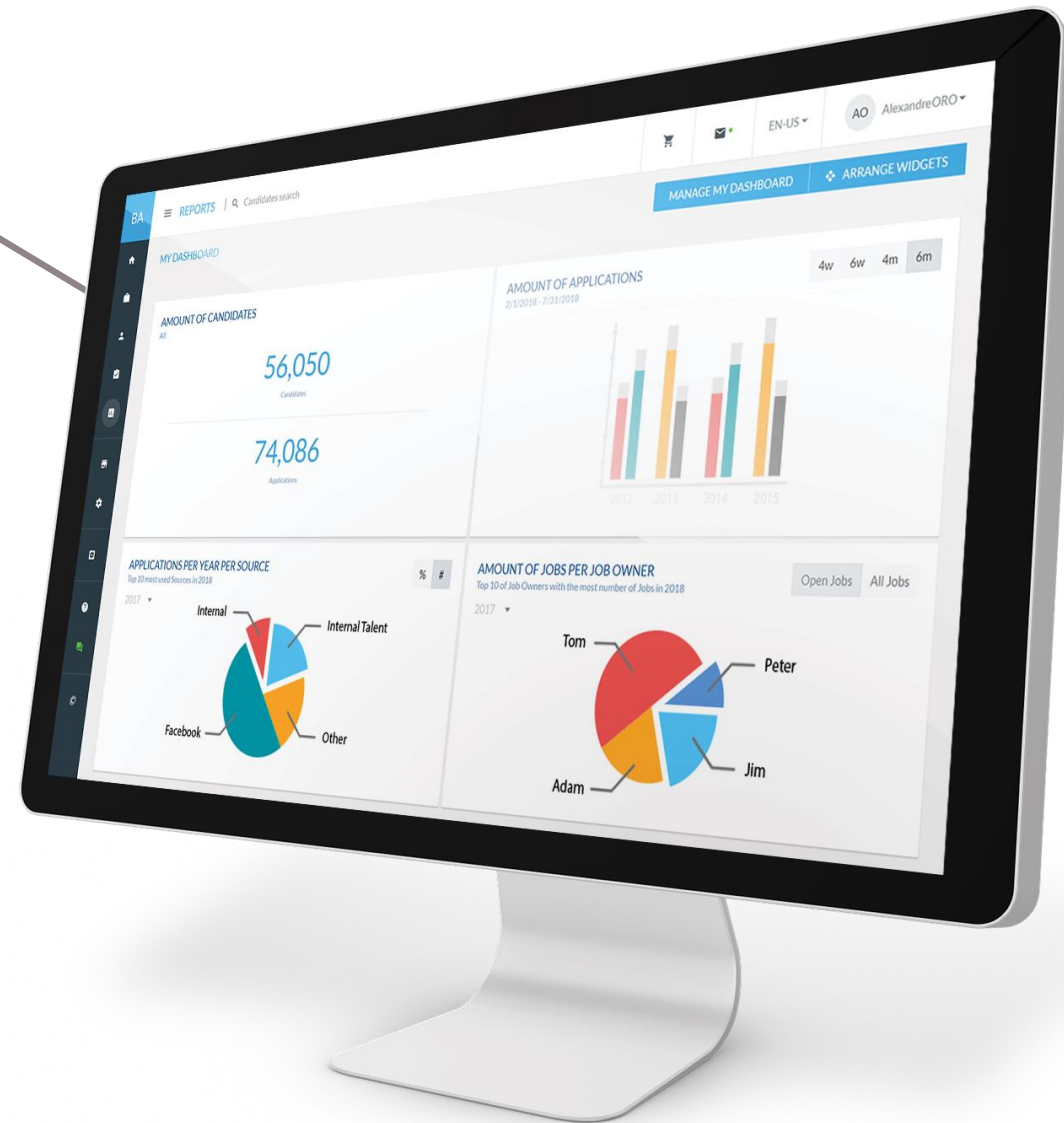 BA
REPORTS | Candidates search
EN-US
AO AlexandreORO
MY DASHBOARD
MANAGE MY DASHBOARD
ARRANGE WIDGETS
AMOUNT OF CANDIDATES
All
56,050
Candidates
74,086
Applications
AMOUNT OF APPLICATIONS
2/1/2018 - 7/31/2018
4w 6w 4m 6m
2012 2013 2014 2015
APPLICATIONS PER YEAR PER SOURCE
Top 10 most used Sources in 2018
% #
2017
Internal
Internal Talent
Facebook
Other
AMOUNT OF JOBS PER JOB OWNER
Top 10 of Job Owners with the most number of Jobs in 2018
Open Jobs All Jobs
2017
Tom
Peter
Adam
Jim